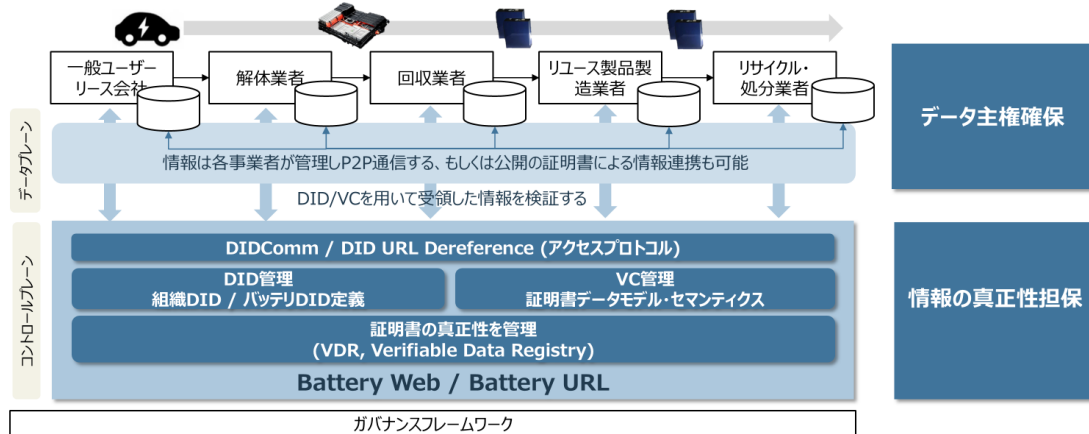 一般ユーザー
リース会社
解体業者
回収業者
リユース製品製
造業者
リサイクル・
処分業者
データ主権確保
データプレーン
情報は各事業者が管理しP2P通信する、もしくは公開の証明書による情報連携も可能
DID/VCを用いて受領した情報を検証する
コントロールプレーン
DIDComm / DID URL Dereference (アクセスプロトコル)
DID管理
組織DID / バッテリDID定義
VC管理
証明書データモデル・セマンティクス
証明書の真正性を管理
(VDR, Verifiable Data Registry)
Battery Web / Battery URL
情報の真正性担保
ガバナンスフレームワーク